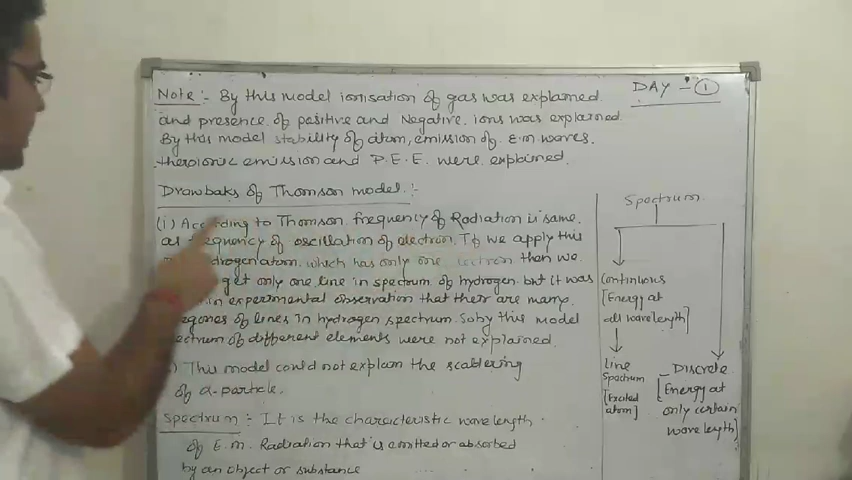 DAY - 1
Note :- By this model ionisation of gas was explained
and presence of positive and Negative ions was explained
By this model stability of atom, emission of E.m waves.
emission and P.E.E. were explained.
Drawbaks of Thomson model :-
(1) According to Thomson frequency of Radiation is same
as frequency of oscillation of electron. If we apply this
atom which has only one then we
get only one line in spectrum of hydrogen. but it was
in experimental observation that there are many
of lines in hydrogen spectrum. So by this model
of different elements were not explained.
) This model could not explain the scattering
of α-particle.
Spectrum :- It is the characteristic wavelength
of E.m. Radiation that is emitted or absorbed
by an object or substance
Spectrum
Continuous
[Energy at
all wavelength]
Line
Spectrum
atom]
Discrete
[Energy at
only certain
wavelength]